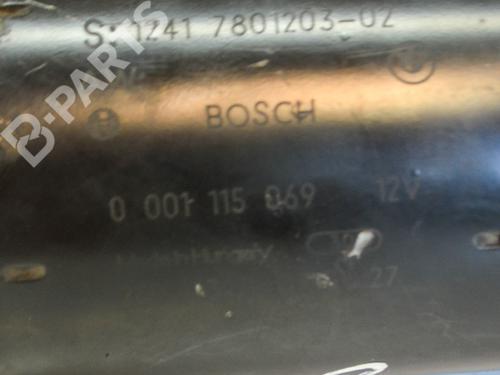 S: 1241 7801203-02
B-PARTS
BOSCH
0 001 115 069 12V
Made in Hungary
27